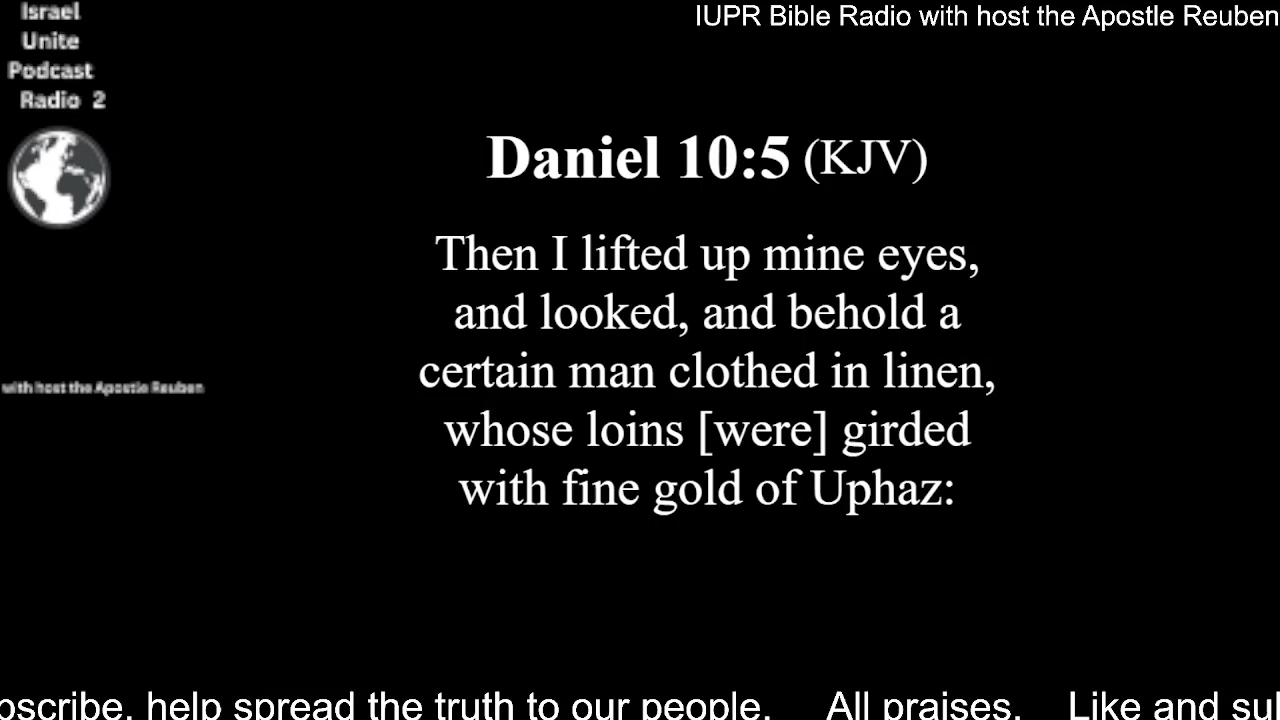 Israel
Unite
Podcast
Radio 2
IUPR Bible Radio with host the Apostle Reuben
Daniel 10:5 (KJV)
Then I lifted up mine eyes,
and looked, and behold a
certain man clothed in linen,
whose loins [were] girded
with fine gold of Uphaz:
with host the Apostle Reuben
bscribe, help spread the truth to our people. All praises. Like and su